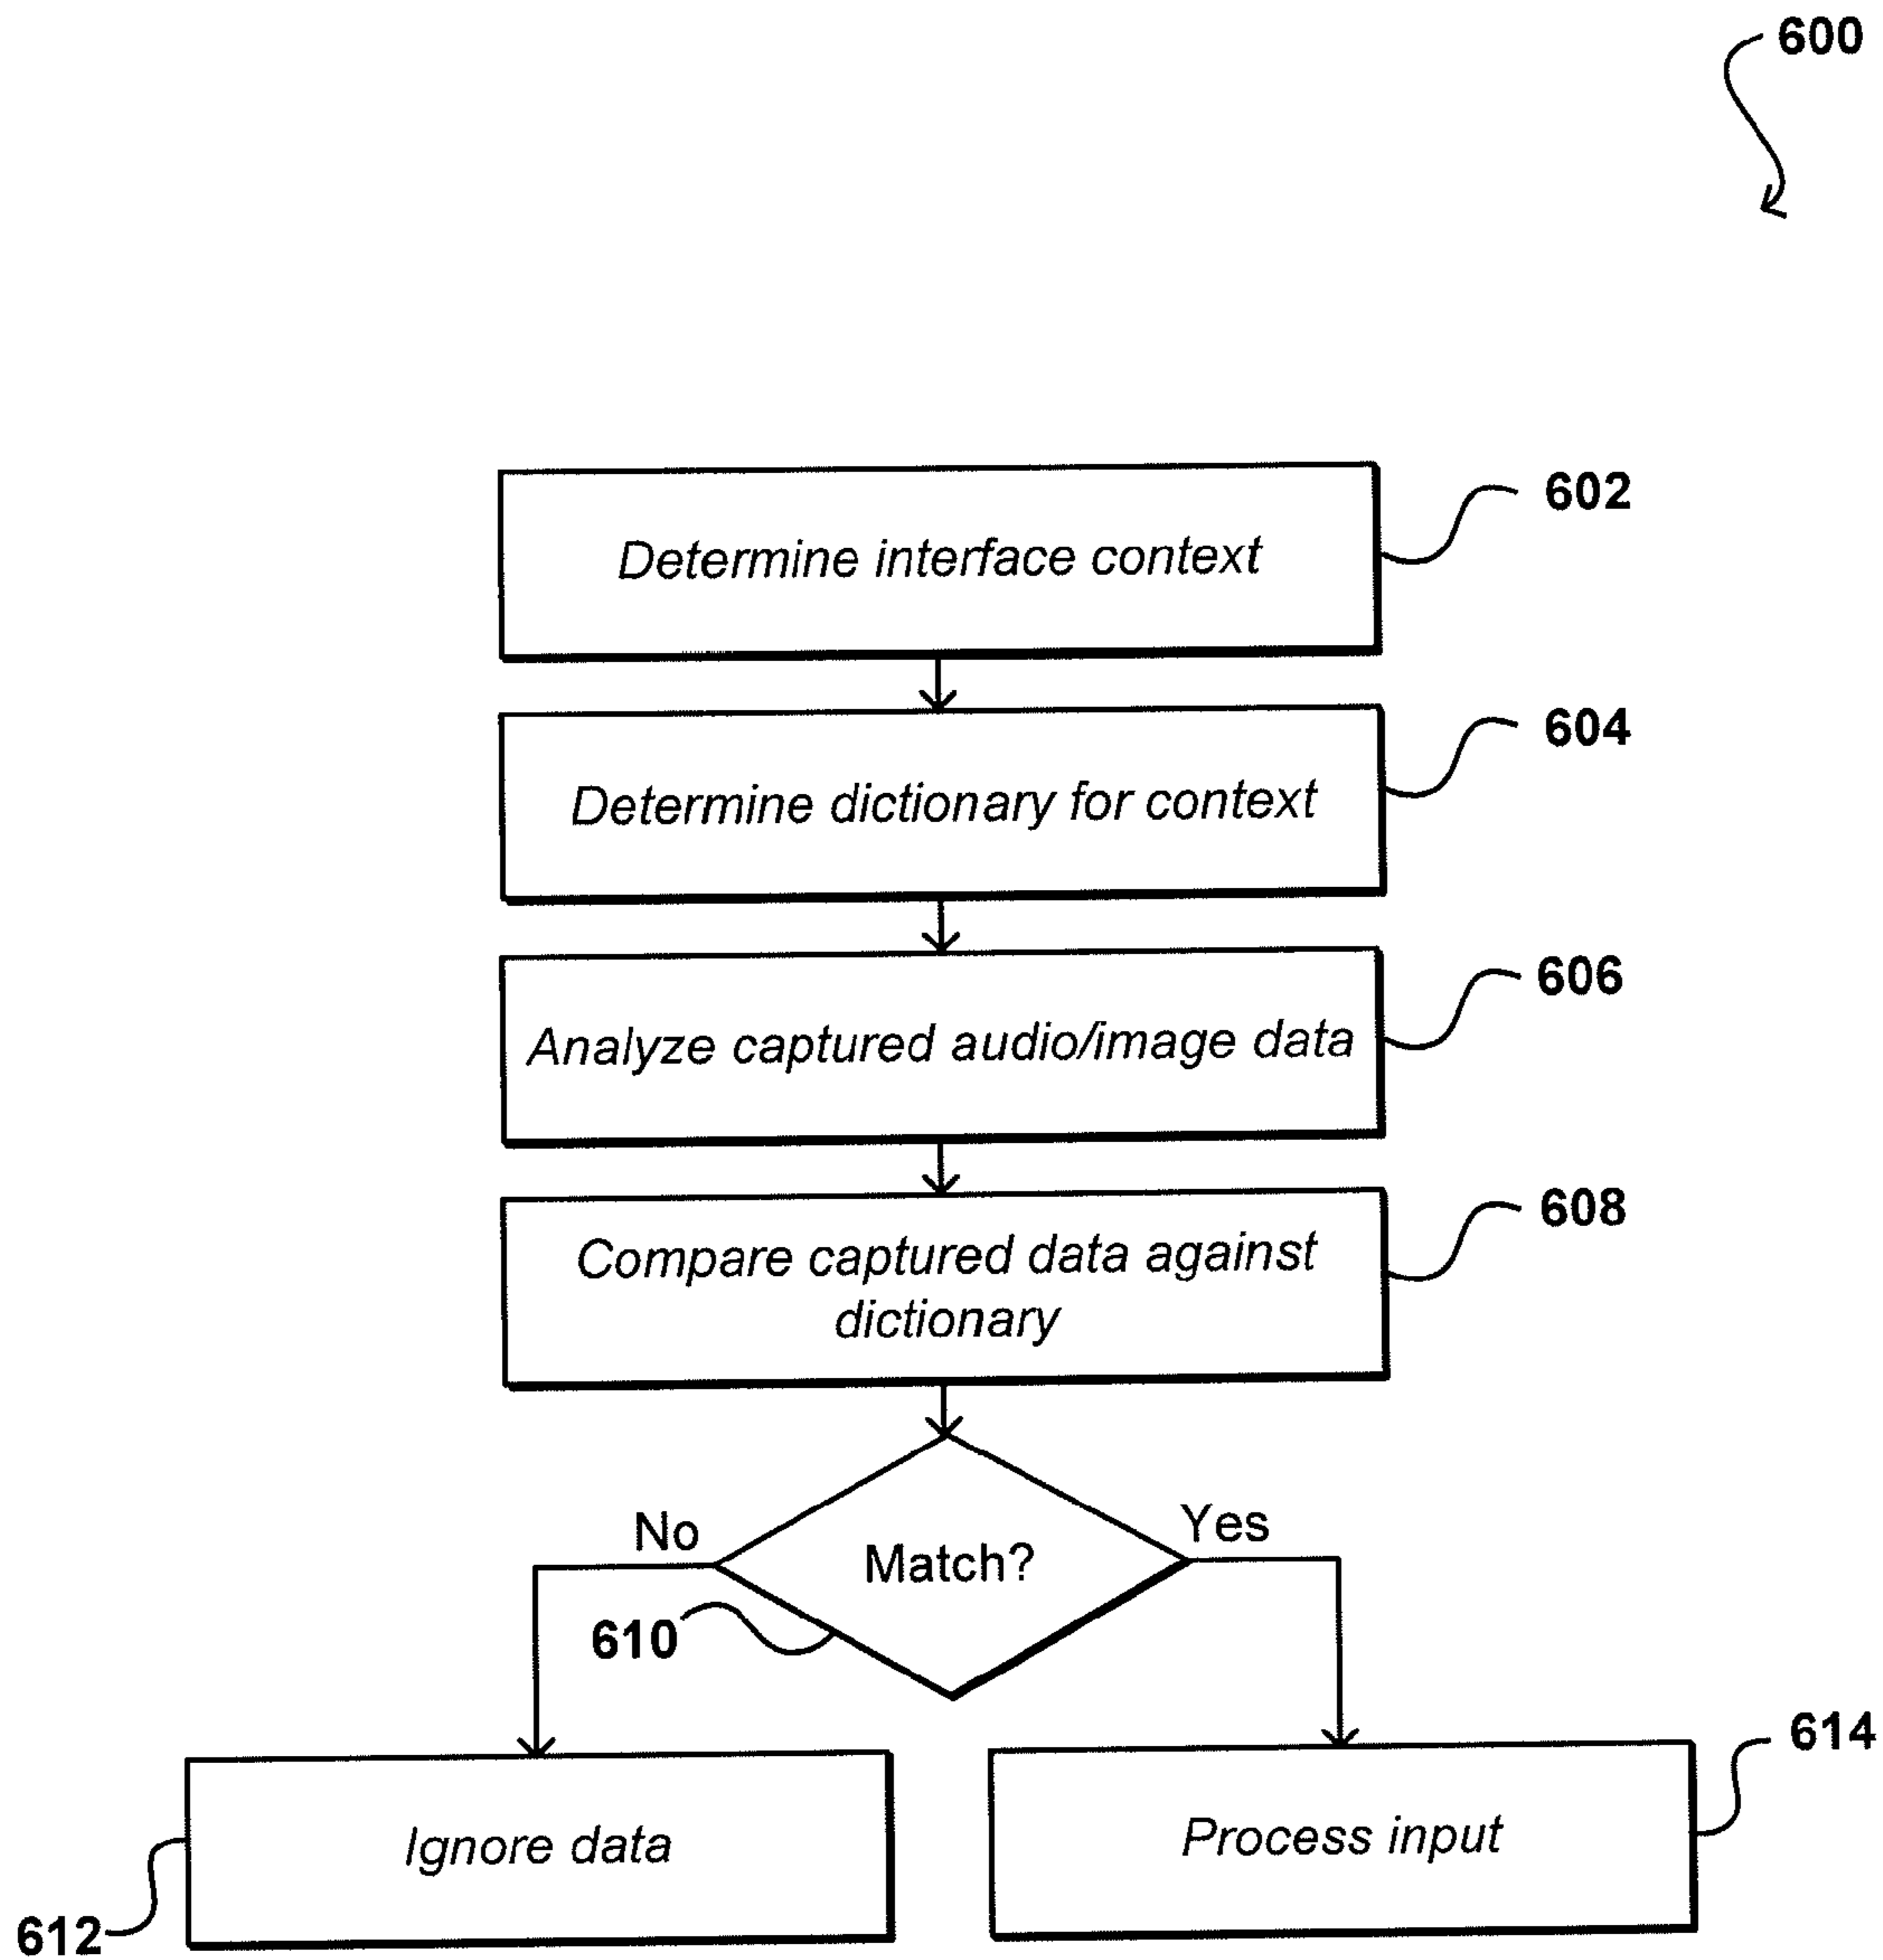 600
Determine interface context
602
Determine dictionary for context
604
Analyze captured audio/image data
606
Compare captured data against
dictionary
608
No
Match?
Yes
610
Ignore data
612
Process input
614